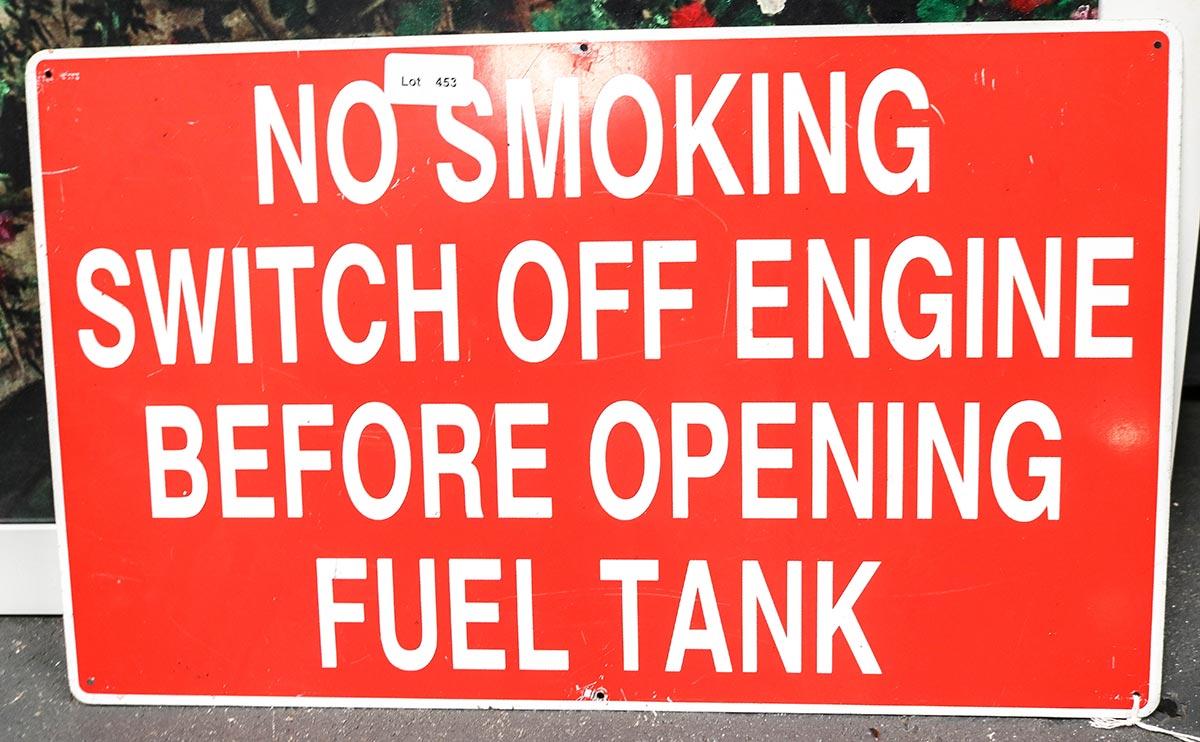 Lot 453
NO SMOKING
SWITCH OFF ENGINE
BEFORE OPENING
FUEL TANK